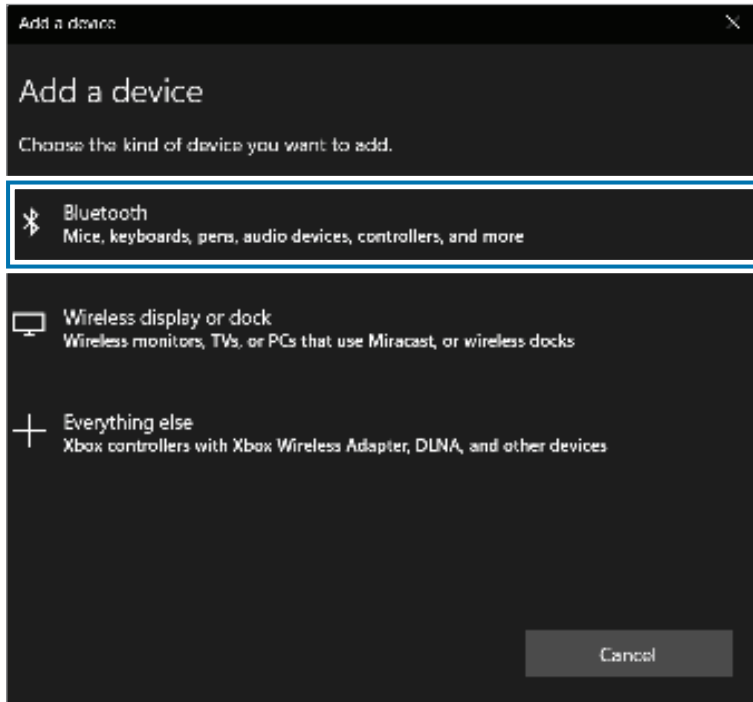 Add a device
Add a device
Choose the kind of device you want to add.
Bluetooth
Mice, keyboards, pens, audio devices, controllers, and more
Wireless display or dock
Wireless monitors, TVs, or PCs that use Miracast, or wireless docks
Everything else
Xbox controllers with Xbox Wireless Adapter, DLNA, and other devices
Cancel